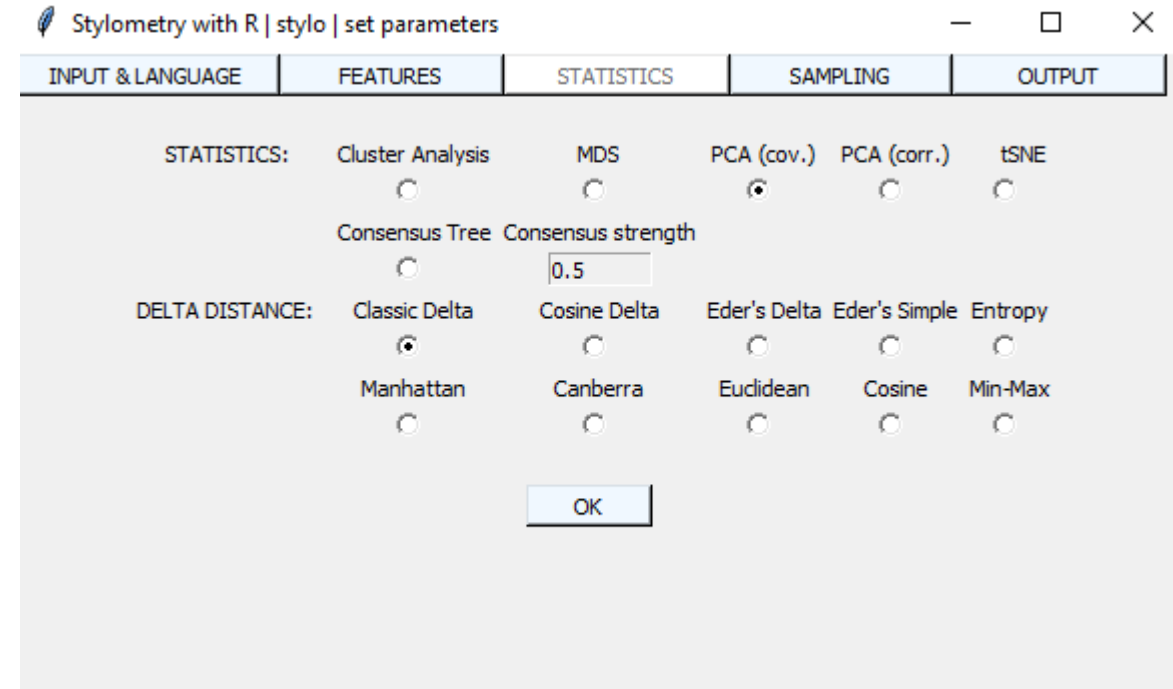 Stylometry with R | stylo | set parameters
INPUT & LANGUAGE FEATURES STATISTICS SAMPLING OUTPUT
STATISTICS: Cluster Analysis MDS PCA (cov.) PCA (corr.) tSNE
Consensus Tree Consensus strength
0.5
DELTA DISTANCE: Classic Delta Cosine Delta Eder's Delta Eder's Simple Entropy
Manhattan Canberra Euclidean Cosine Min-Max
OK